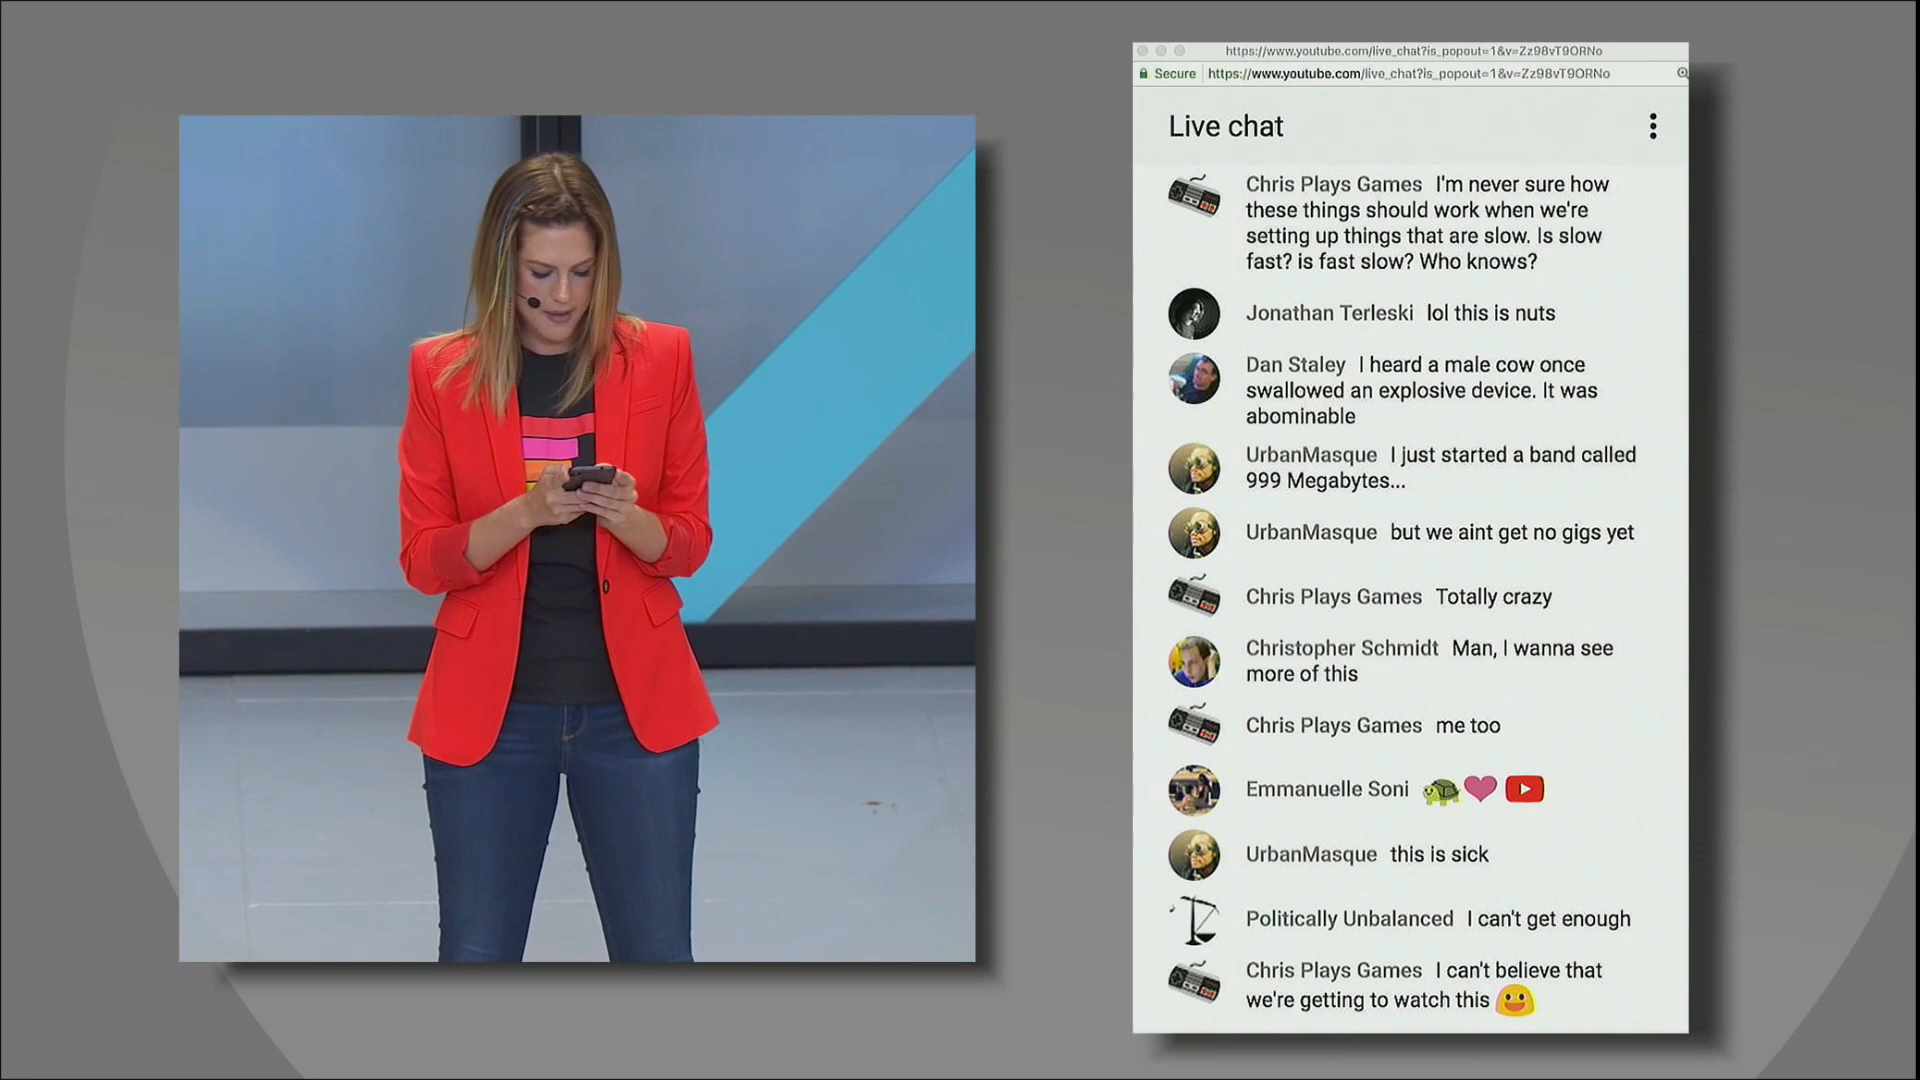 https://www.youtube.com/live_chat?is_popout=1&v=Zz98vT9ORNo
Secure https://www.youtube.com/live_chat?is_popout=1&v=Zz98vT9ORNo
Live chat
Chris Plays Games I'm never sure how
these things should work when we're
setting up things that are slow. Is slow
fast? is fast slow? Who knows?
Jonathan Terleski lol this is nuts
Dan Staley I heard a male cow once
swallowed an explosive device. It was
abominable
UrbanMasque I just started a band called
999 Megabytes...
UrbanMasque but we aint get no gigs yet
Chris Plays Games Totally crazy
Christopher Schmidt Man, I wanna see
more of this
Chris Plays Games me too
Emmanuelle Soni 🐢💗
UrbanMasque this is sick
Politically Unbalanced I can't get enough
Chris Plays Games I can't believe that
we're getting to watch this 😃